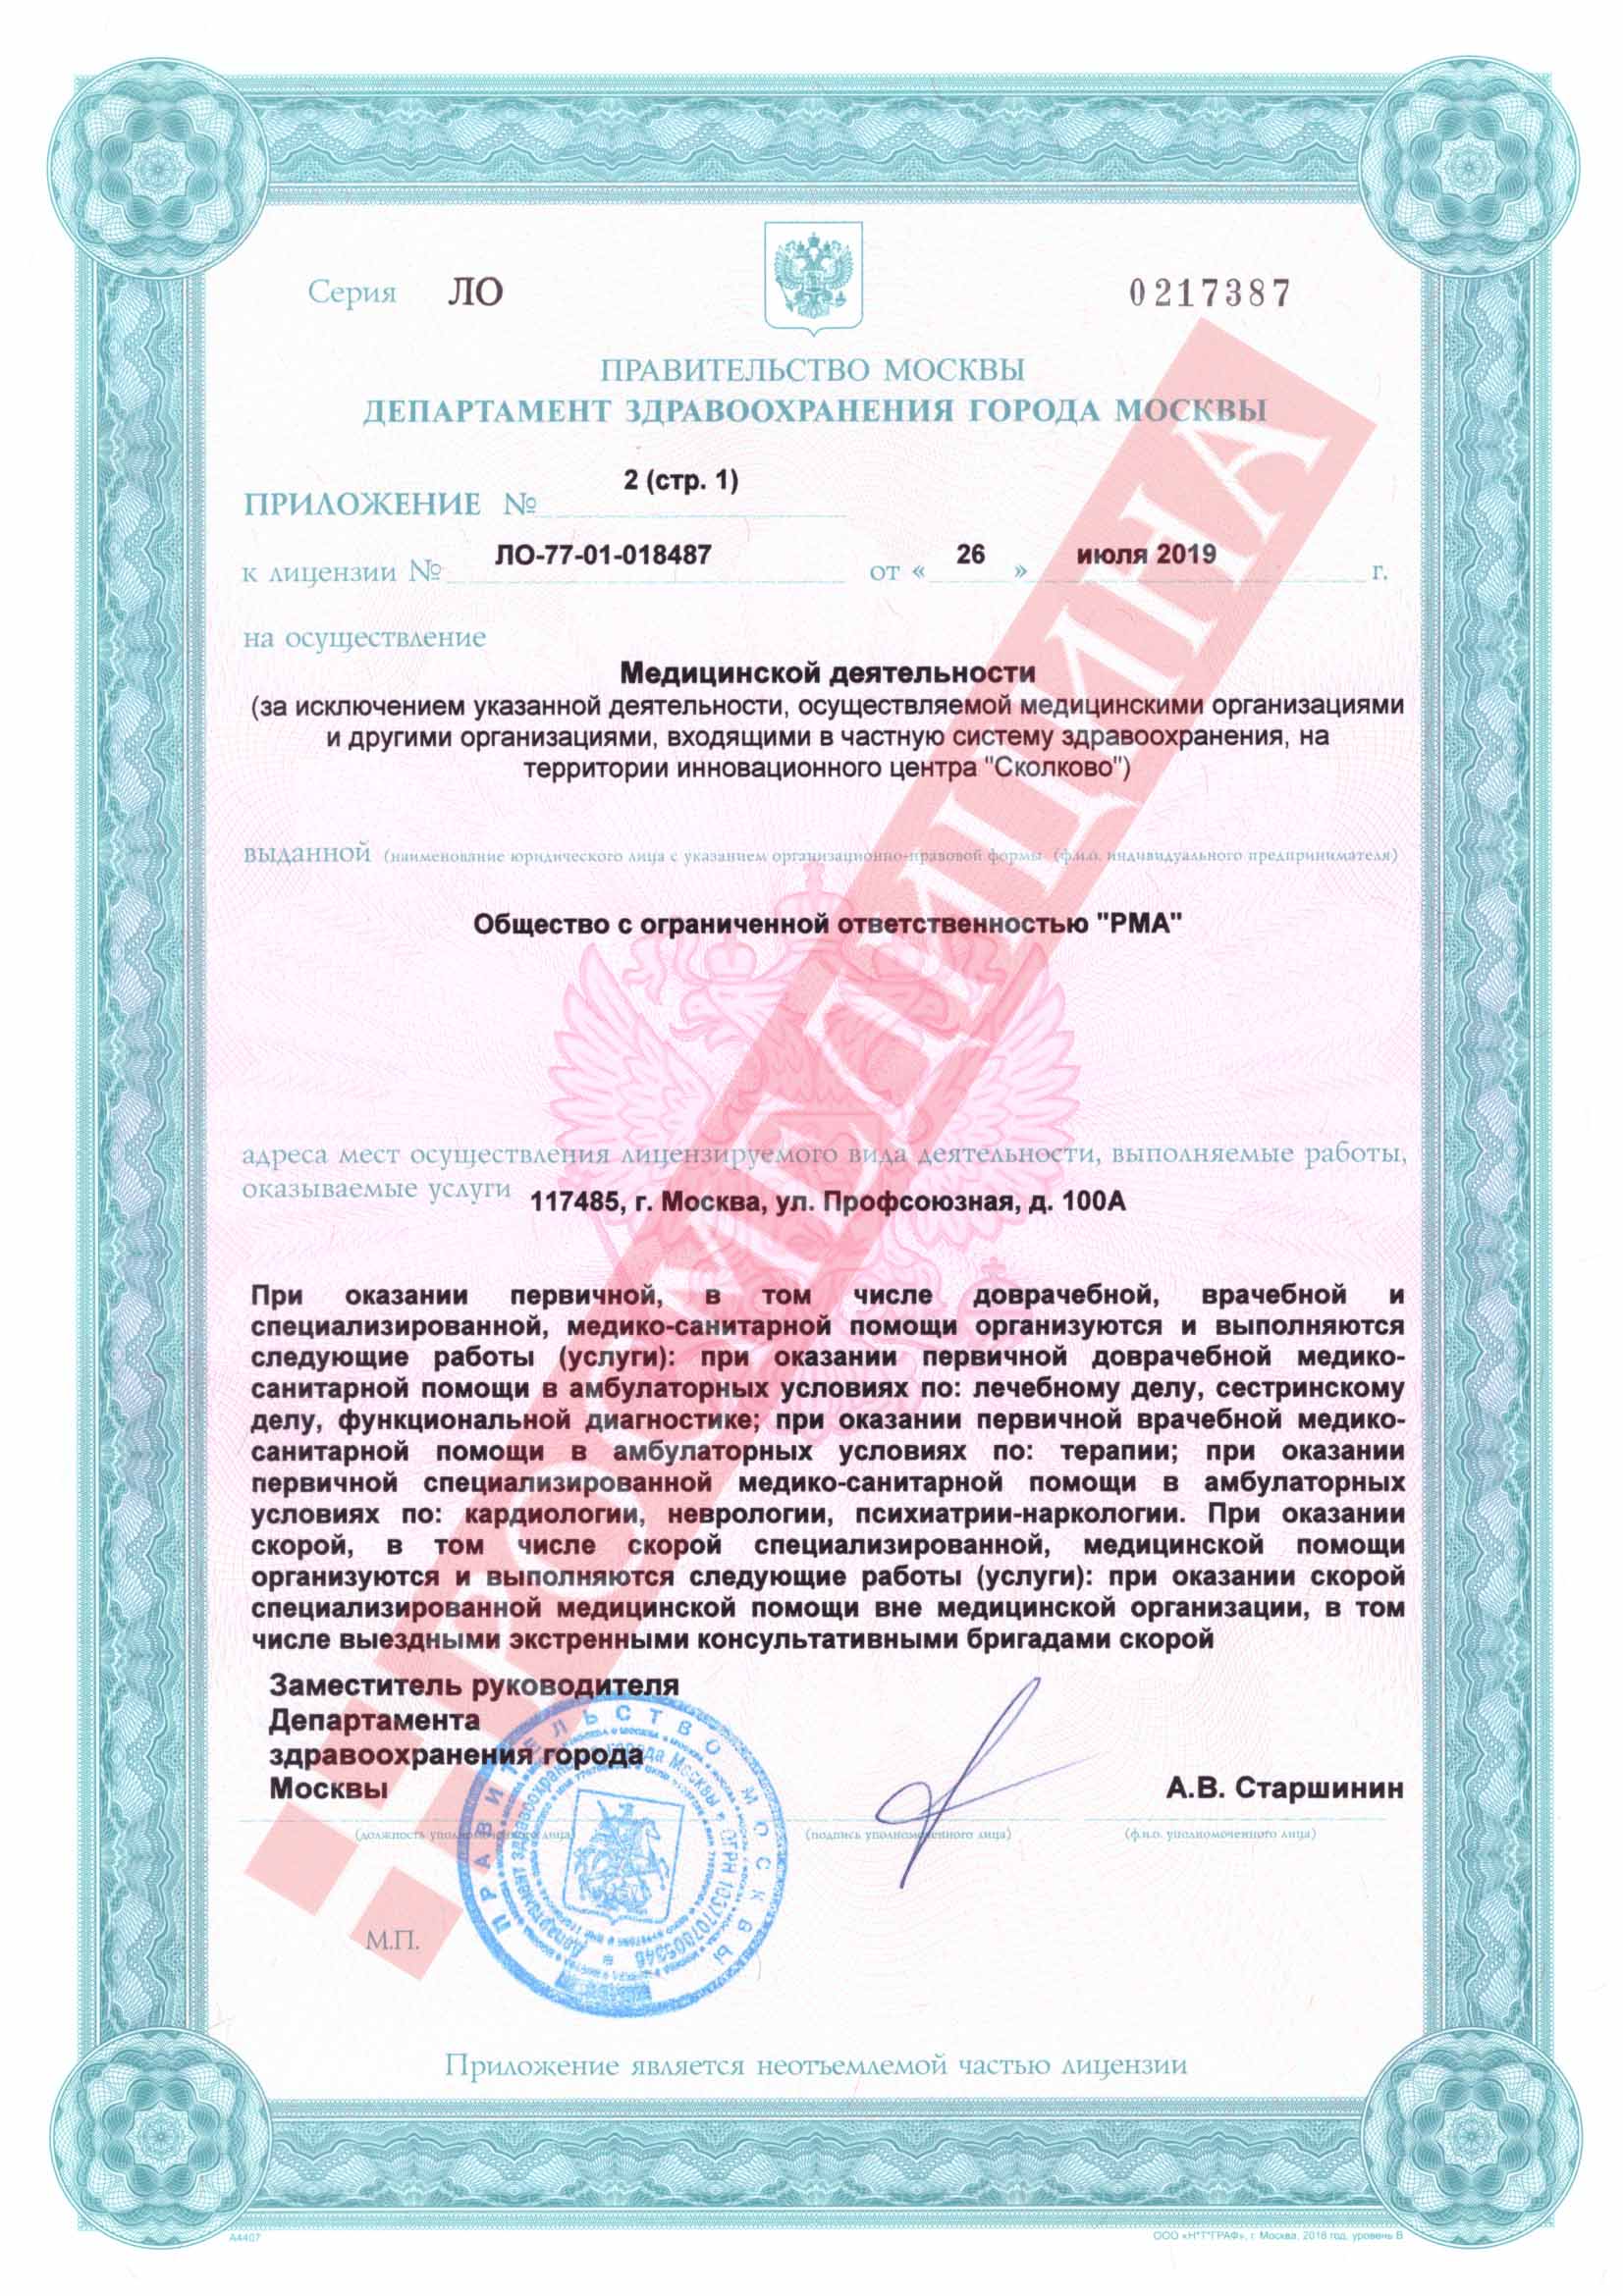 Серия ЛО 0217387
ПРАВИТЕЛЬСТВО МОСКВЫ
ДЕПАРТАМЕНТ ЗДРАВООХРАНЕНИЯ ГОРОДА МОСКВЫ
ПРИЛОЖЕНИЕ № 2 (стр. 1)
к лицензии № ЛО-77-01-018487 от « 26 » июля 2019 г.
на осуществление
Медицинской деятельности
(за исключением указанной деятельности, осуществляемой медицинскими организациями
и другими организациями, входящими в частную систему здравоохранения, на
территории инновационного центра "Сколково")
выданной (наименование юридического лица с указанием организационно-правовой формы (ф.и.о. индивидуального предпринимателя)
Общество с ограниченной ответственностью "РМА"
адреса мест осуществления лицензируемого вида деятельности, выполняемые работы,
оказываемые услуги 117485, г. Москва, ул. Профсоюзная, д. 100А
При оказании первичной, в том числе доврачебной, врачебной и
специализированной, медико-санитарной помощи организуются и выполняются
следующие работы (услуги): при оказании первичной доврачебной медико-
санитарной помощи в амбулаторных условиях по: лечебному делу, сестринскому
делу, функциональной диагностике; при оказании первичной врачебной медико-
санитарной помощи в амбулаторных условиях по: терапии; при оказании
первичной специализированной медико-санитарной помощи в амбулаторных
условиях по: кардиологии, неврологии, психиатрии-наркологии. При оказании
скорой, в том числе скорой специализированной, медицинской помощи
организуются и выполняются следующие работы (услуги): при оказании скорой
специализированной медицинской помощи вне медицинской организации, в том
числе выездными экстренными консультативными бригадами скорой
Заместитель руководителя
Департамента
здравоохранения города
Москвы А.В. Старшинин
(должность уполномоченного лица) (подпись уполномоченного лица) (ф.и.о. уполномоченного лица)
М.П.
ПРАВИТЕЛЬСТВО МОСКВЫ
Департамент здравоохранения города Москвы * ОГРН 1037707005346 *
РОСМЕДИЦИНА
Приложение является неотъемлемой частью лицензии
А4407 ООО «Н*Т*ГРАФ», г. Москва, 2018 год, уровень В